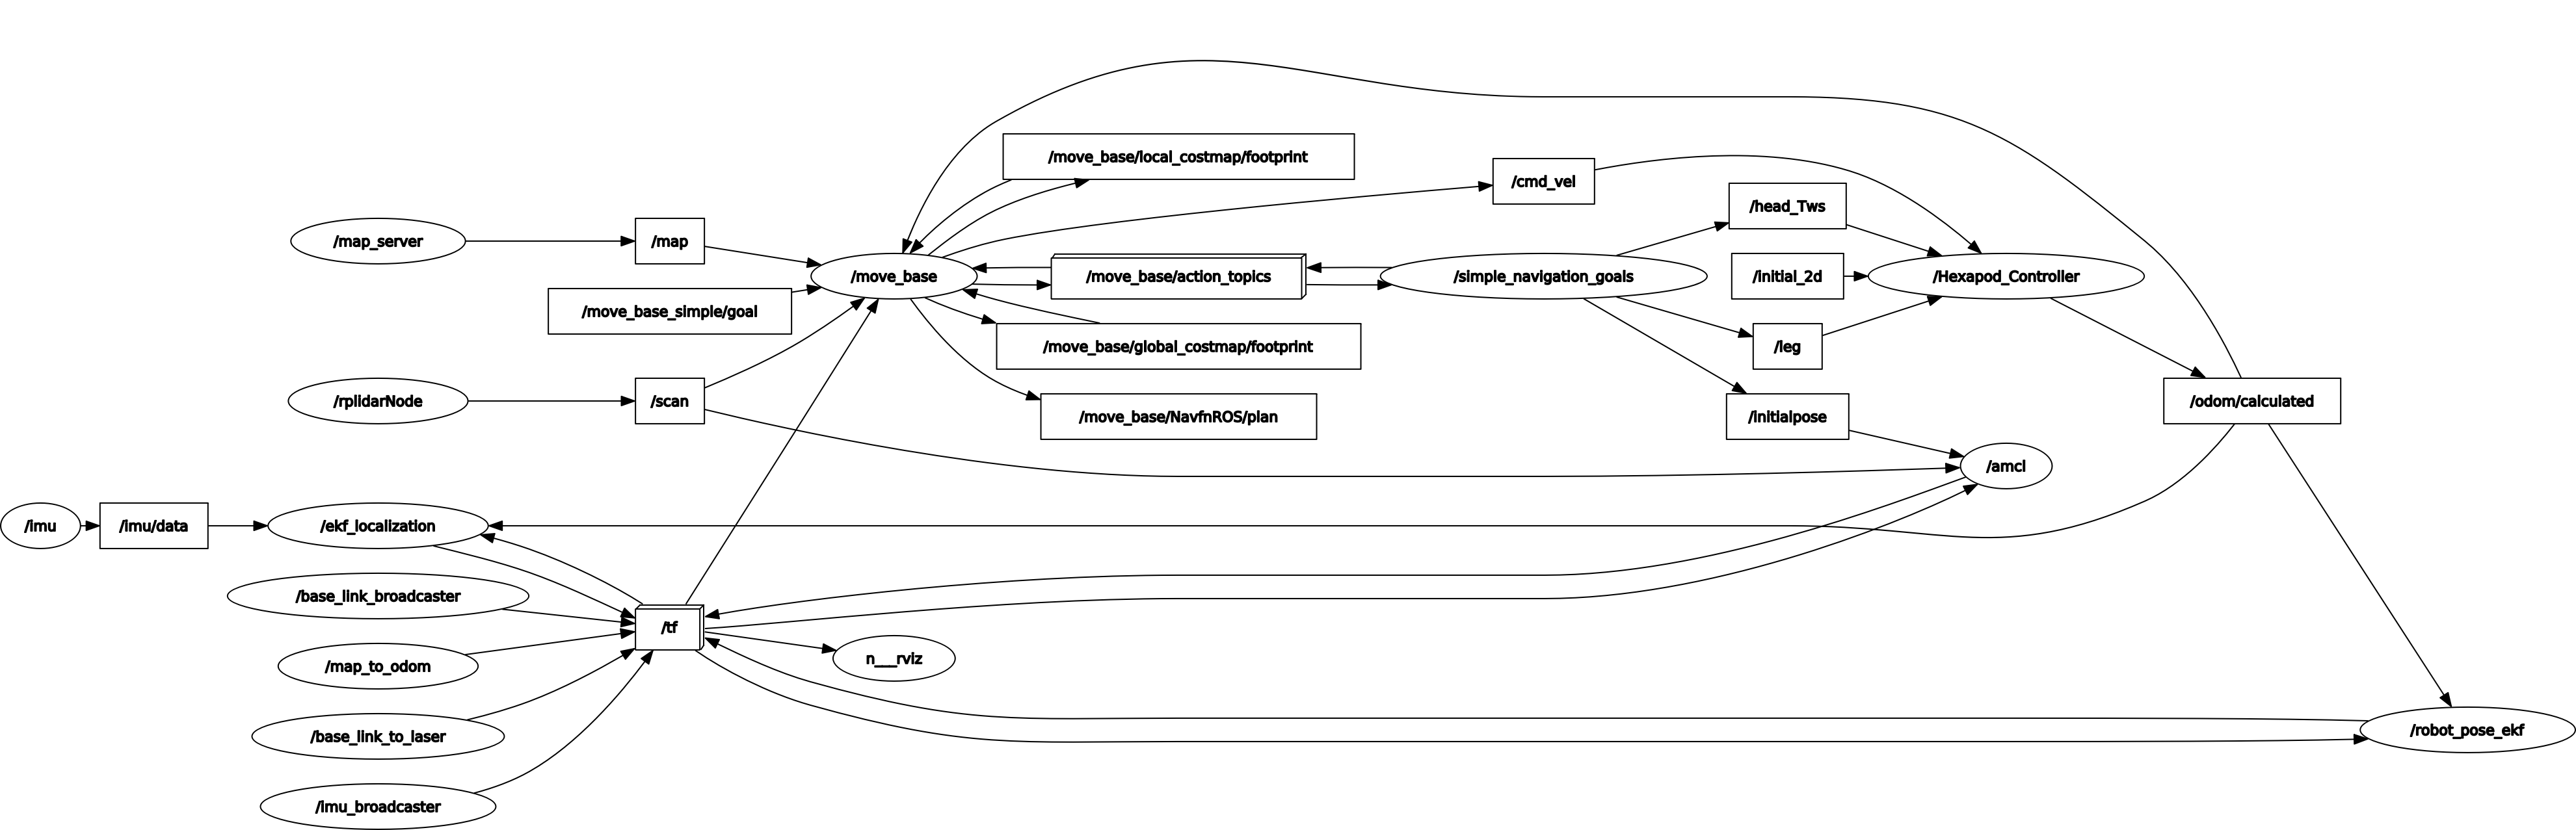 /move_base/local_costmap/footprint
/cmd_vel
/head_Tws
/map_server
/map
/move_base
/move_base/action_topics
/simple_navigation_goals
/initial_2d
/Hexapod_Controller
/move_base_simple/goal
/move_base/global_costmap/footprint
/leg
/rplidarNode
/scan
/move_base/NavfnROS/plan
/initialpose
/odom/calculated
/amcl
/imu
/imu/data
/ekf_localization
/base_link_broadcaster
/tf
/map_to_odom
n___rviz
/base_link_to_laser
/robot_pose_ekf
/imu_broadcaster